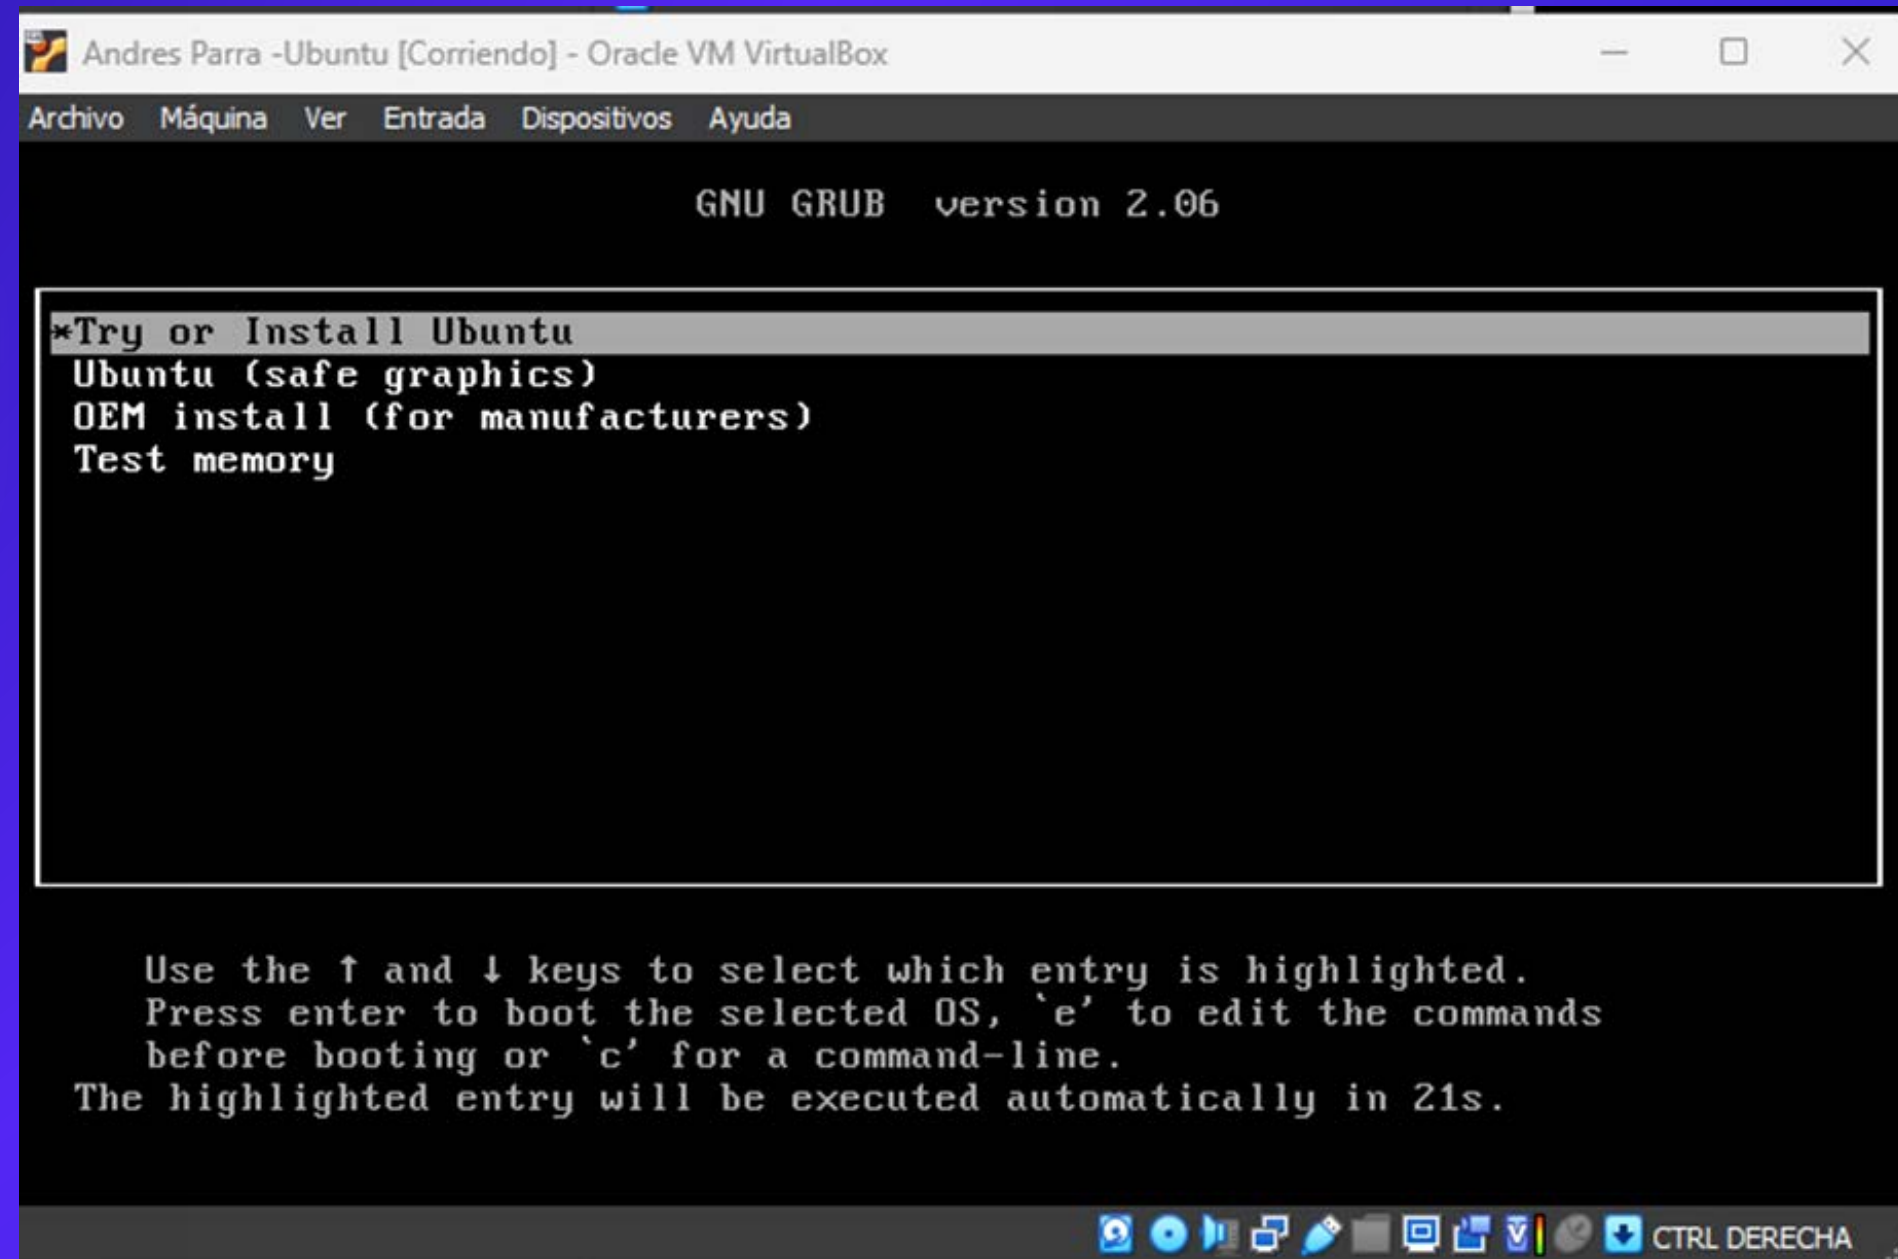 Andres Parra -Ubuntu [Corriendo] - Oracle VM VirtualBox
Archivo Máquina Ver Entrada Dispositivos Ayuda
GNU GRUB version 2.06
*Try or Install Ubuntu
Ubuntu (safe graphics)
OEM install (for manufacturers)
Test memory
Use the ↑ and ↓ keys to select which entry is highlighted.
Press enter to boot the selected OS, `e' to edit the commands
before booting or `c' for a command-line.
The highlighted entry will be executed automatically in 21s.
CTRL DERECHA